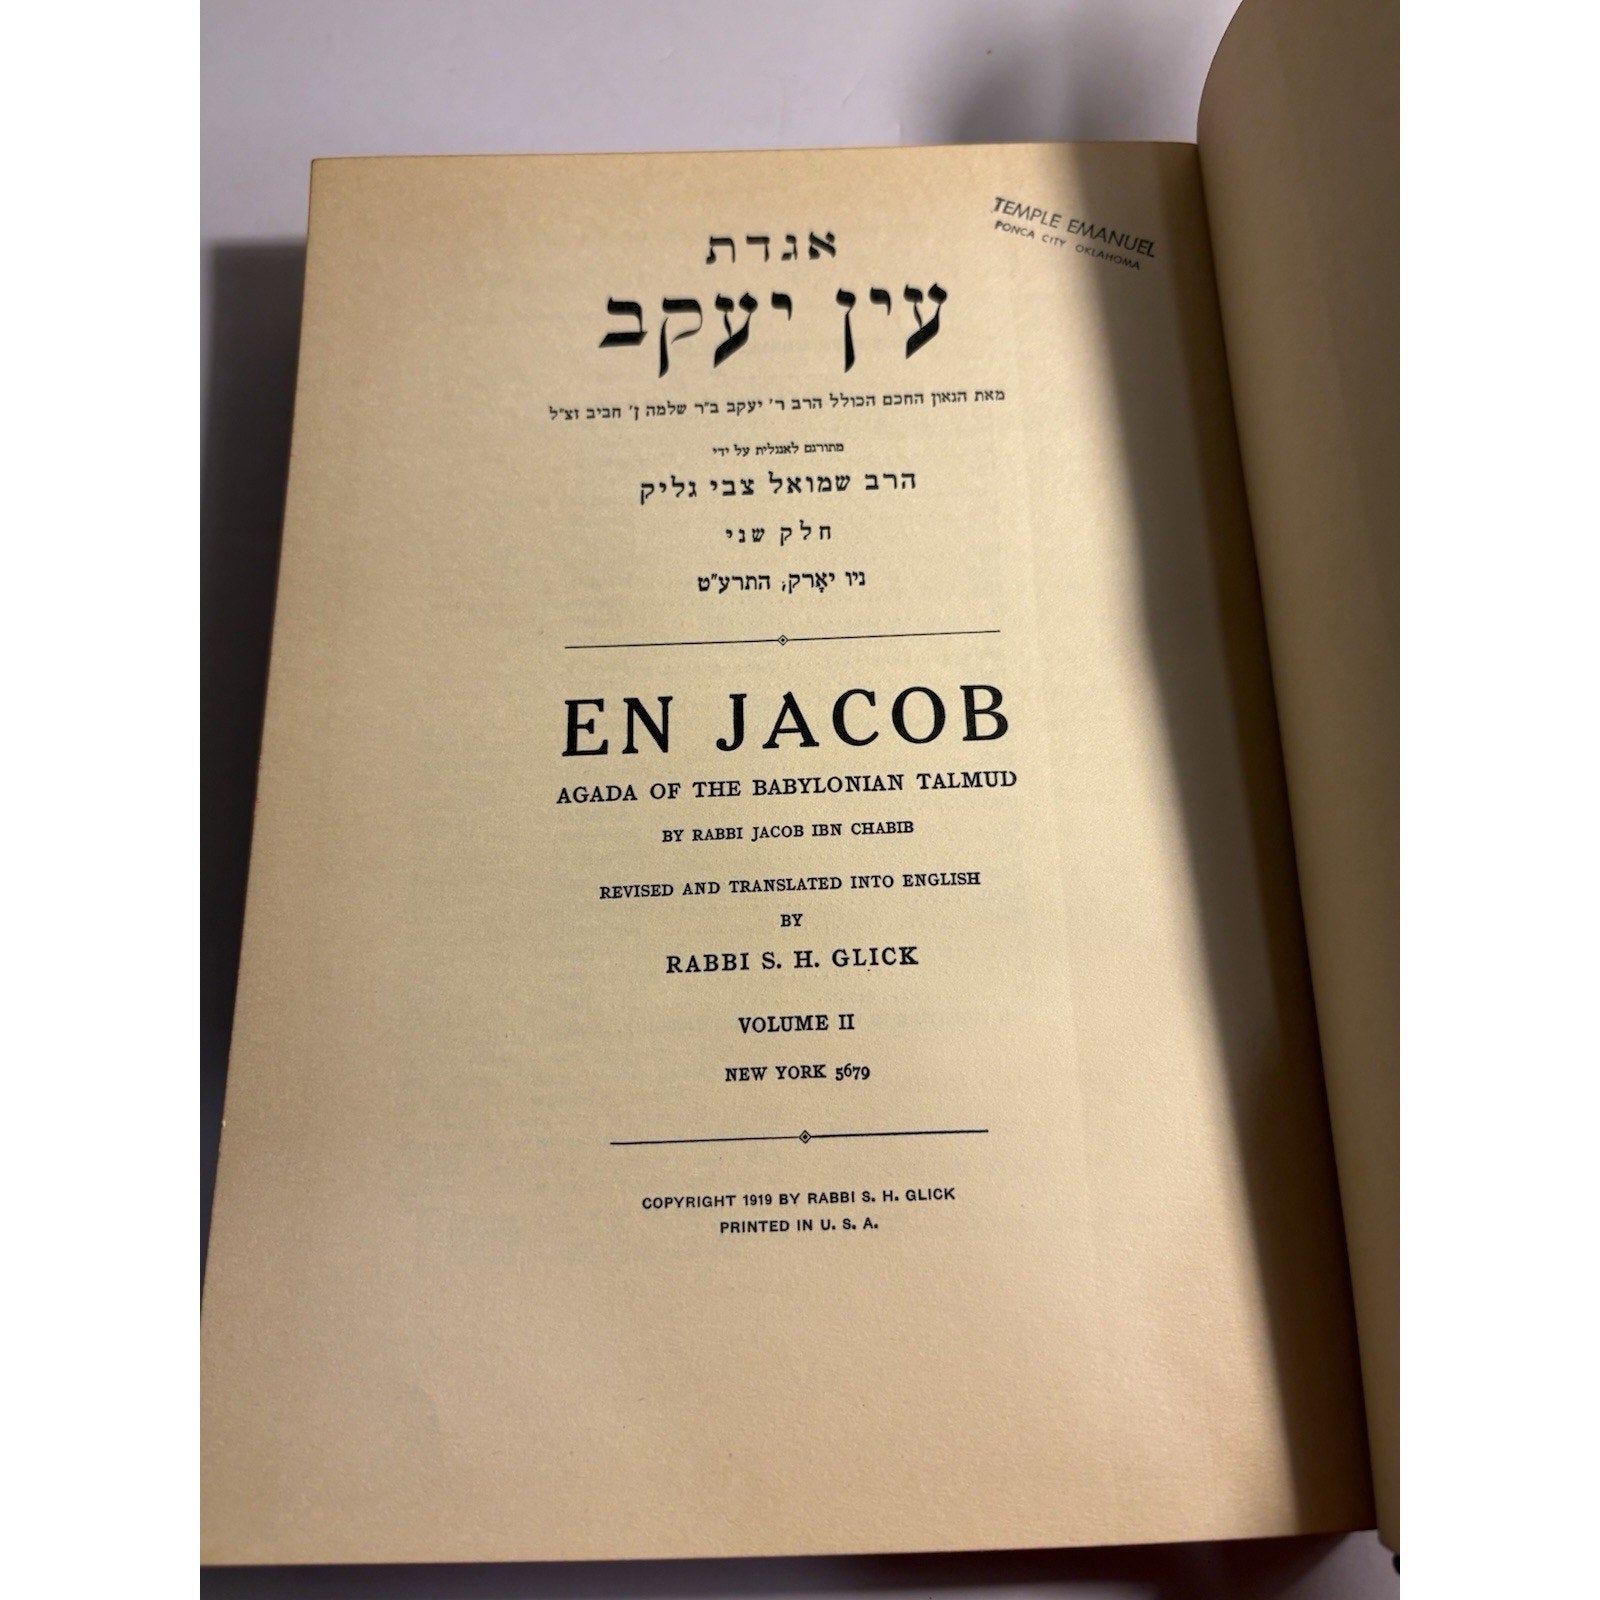 TEMPLE EMANUEL
PONCA CITY OKLAHOMA
אגדת
עין יעקב
מאת הגאון החכם הכולל הרב ר׳ יעקב ב״ר שלמה ן׳ חביב זצ״ל
מתורגם לאנגלית על ידי
הרב שמואל צבי גליק
חלק שני
ניו יאָרק, התרע״ט
EN JACOB
AGADA OF THE BABYLONIAN TALMUD
BY RABBI JACOB IBN CHABIB
REVISED AND TRANSLATED INTO ENGLISH
BY
RABBI S. H. GLICK
VOLUME II
NEW YORK 5679
COPYRIGHT 1919 BY RABBI S. H. GLICK
PRINTED IN U. S. A.